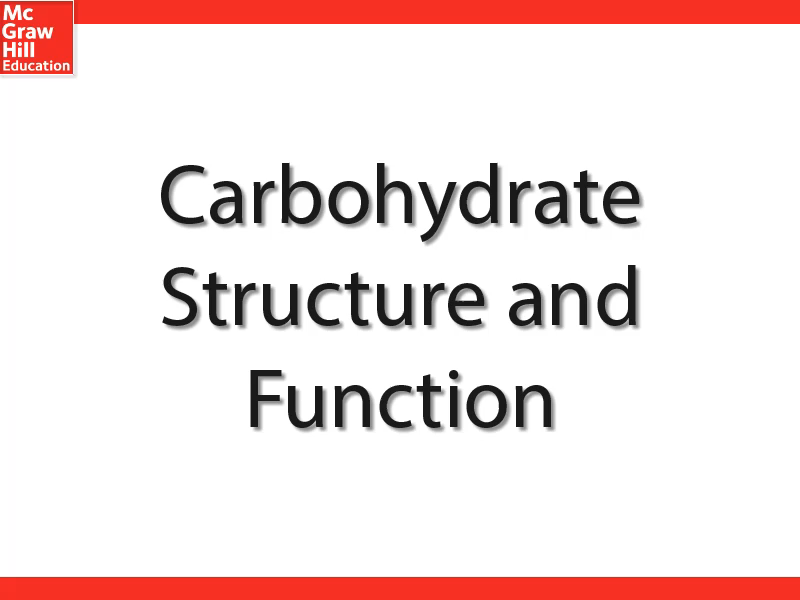 Mc
Graw
Hill
Education
Carbohydrate
Structure and
Function